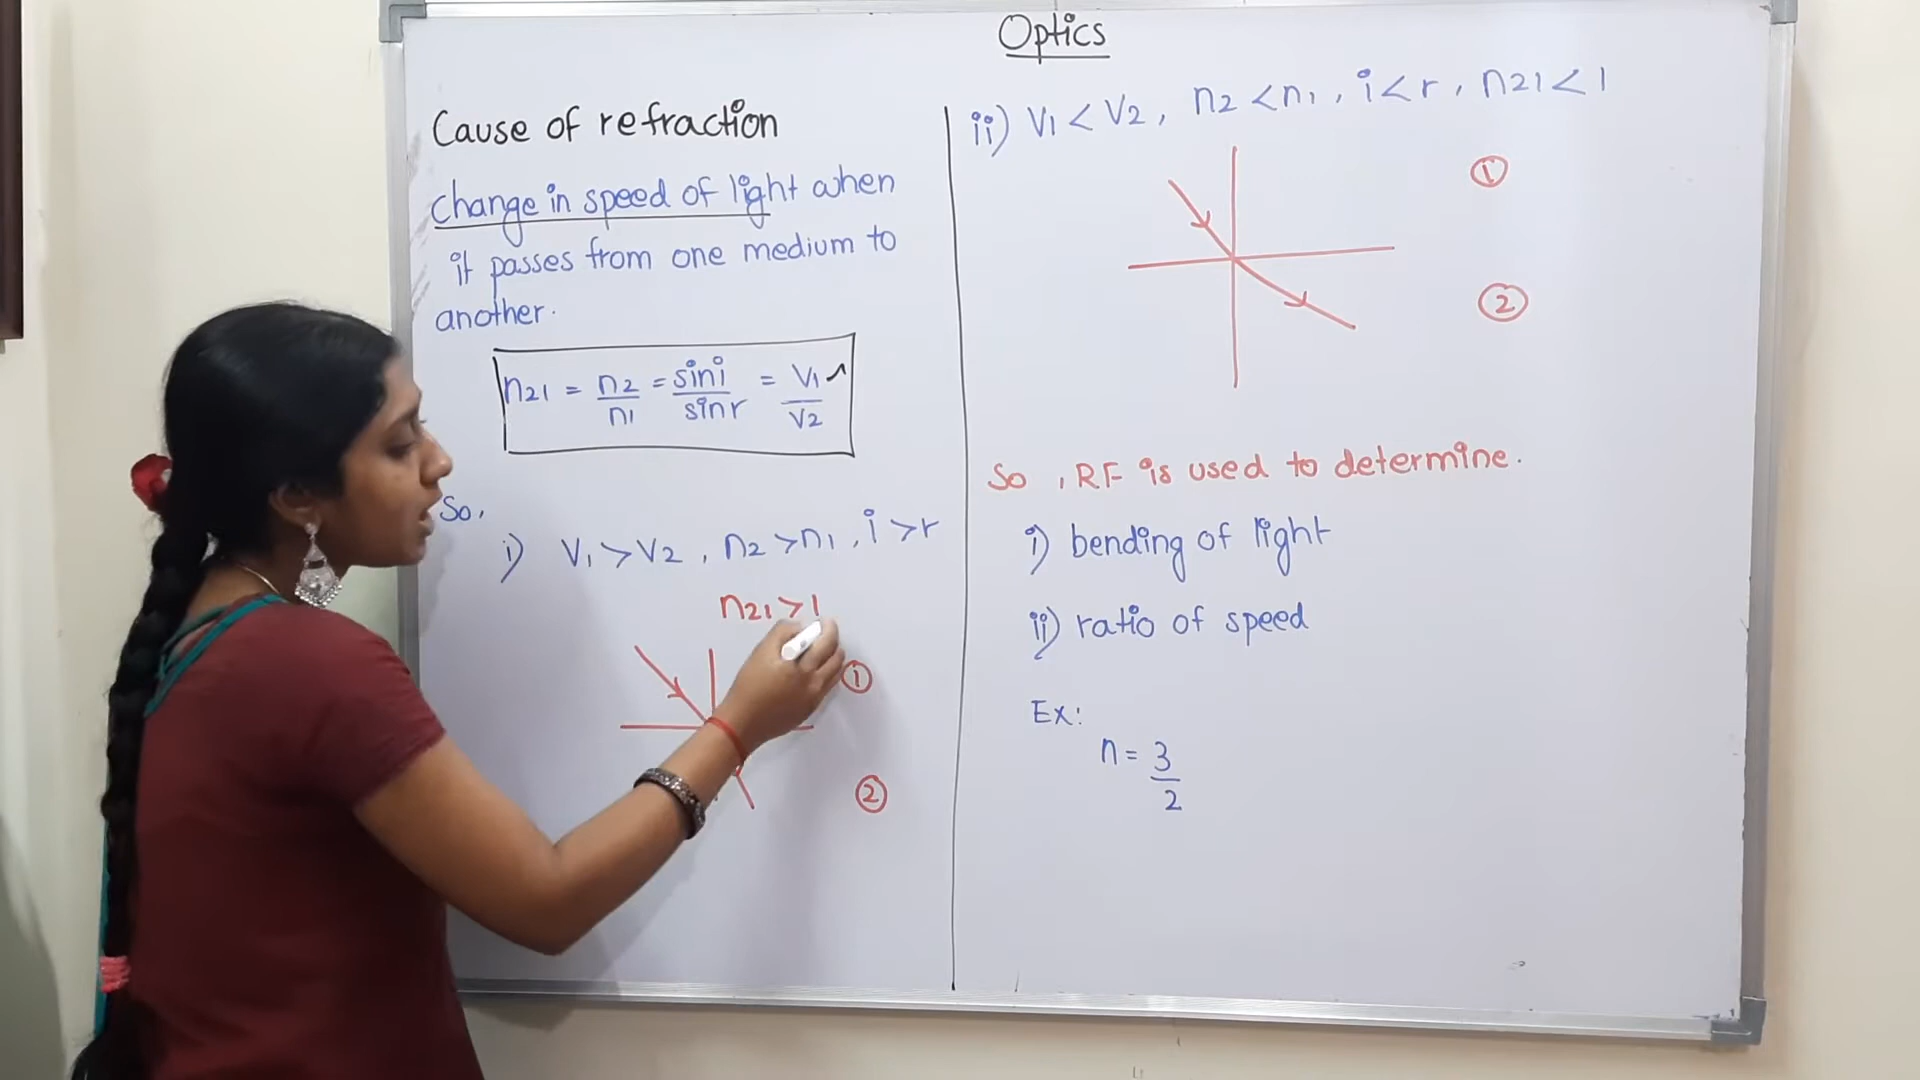 Optics
Cause of refraction
change in speed of light when
it passes from one medium to
another.
n21 = n2/n1 = sini/sinr = V1/V2
So,
i) V1 > V2 , n2 > n1 , i > r
n21 > 1
1
2
ii) V1 < V2 , n2 < n1 , i < r , n21 < 1
1
2
So , RF is used to determine.
i) bending of light
ii) ratio of speed
Ex:
n = 3/2